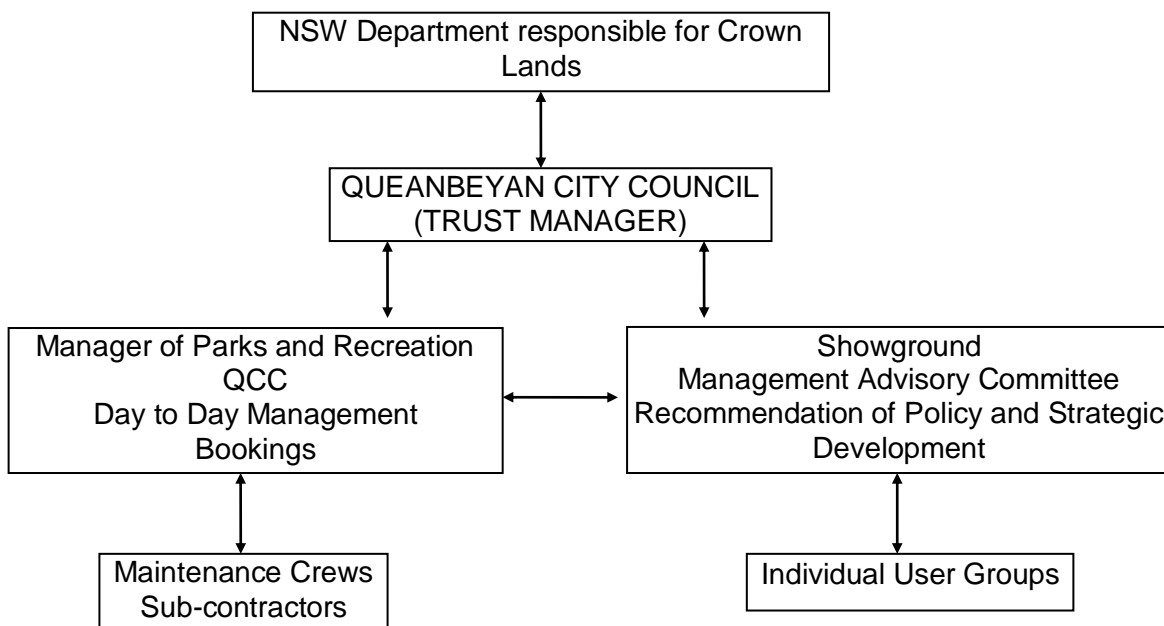 NSW Department responsible for Crown
Lands
QUEANBEYAN CITY COUNCIL
(TRUST MANAGER)
Manager of Parks and Recreation
QCC
Day to Day Management
Bookings
Showground
Management Advisory Committee
Recommendation of Policy and Strategic
Development
Maintenance Crews
Sub-contractors
Individual User Groups